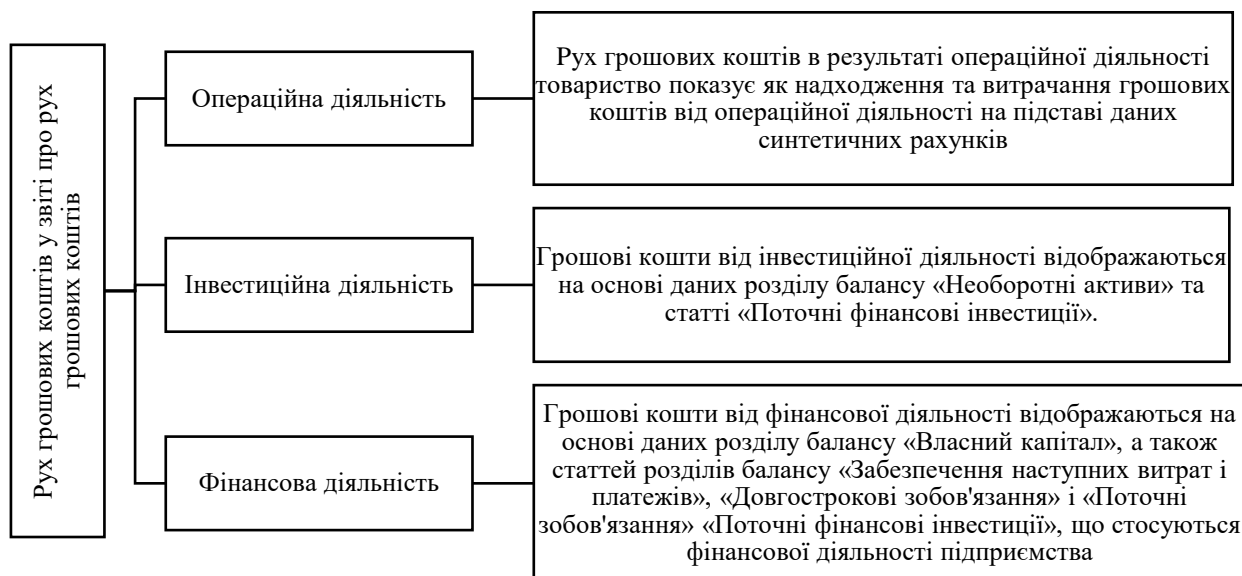 Рух грошових коштів у звіті про рух
грошових коштів
Операційна діяльність
Рух грошових коштів в результаті операційної діяльності
товариство показує як надходження та витрачання грошових
коштів від операційної діяльності на підставі даних
синтетичних рахунків
Інвестиційна діяльність
Грошові кошти від інвестиційної діяльності відображаються
на основі даних розділу балансу «Необоротні активи» та
статті «Поточні фінансові інвестиції».
Фінансова діяльність
Грошові кошти від фінансової діяльності відображаються на
основі даних розділу балансу «Власний капітал», а також
статтей розділів балансу «Забезпечення наступних витрат і
платежів», «Довгострокові зобов'язання» і «Поточні
зобов'язання» «Поточні фінансові інвестиції», що стосуються
фінансової діяльності підприємства